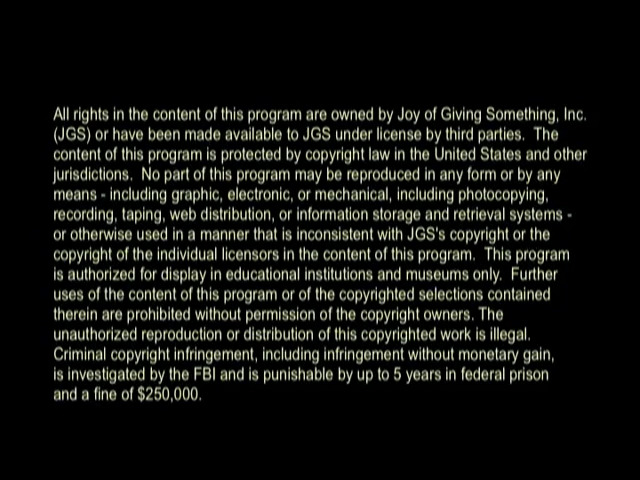 All rights in the content of this program are owned by Joy of Giving Something, Inc.
(JGS) or have been made available to JGS under license by third parties.  The
content of this program is protected by copyright law in the United States and other
jurisdictions.  No part of this program may be reproduced in any form or by any
means - including graphic, electronic, or mechanical, including photocopying,
recording, taping, web distribution, or information storage and retrieval systems -
or otherwise used in a manner that is inconsistent with JGS's copyright or the
copyright of the individual licensors in the content of this program.  This program
is authorized for display in educational institutions and museums only.  Further
uses of the content of this program or of the copyrighted selections contained
therein are prohibited without permission of the copyright owners. The
unauthorized reproduction or distribution of this copyrighted work is illegal.
Criminal copyright infringement, including infringement without monetary gain,
is investigated by the FBI and is punishable by up to 5 years in federal prison
and a fine of $250,000.